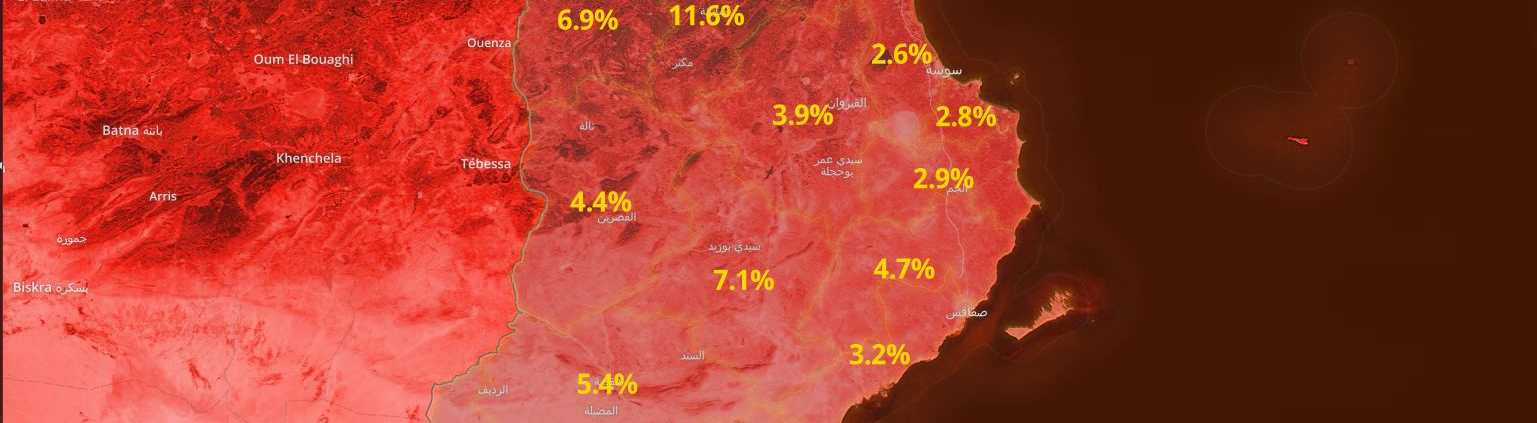 6.9%
11.6%
Ouenza
Oum El Bouaghi
مكثر
2.6%
سوسة
القيروان
3.9%
2.8%
تالة
Batna باتنة
Khenchela
Tébessa
سيدي عمر
بوحجلة
2.9%
الجم
Arris
4.4%
القصرين
جمورة
سيدي بوزيد
7.1%
4.7%
Biskra بسكرة
صفاقس
3.2%
السند
5.4%
الرديف
المضيلة